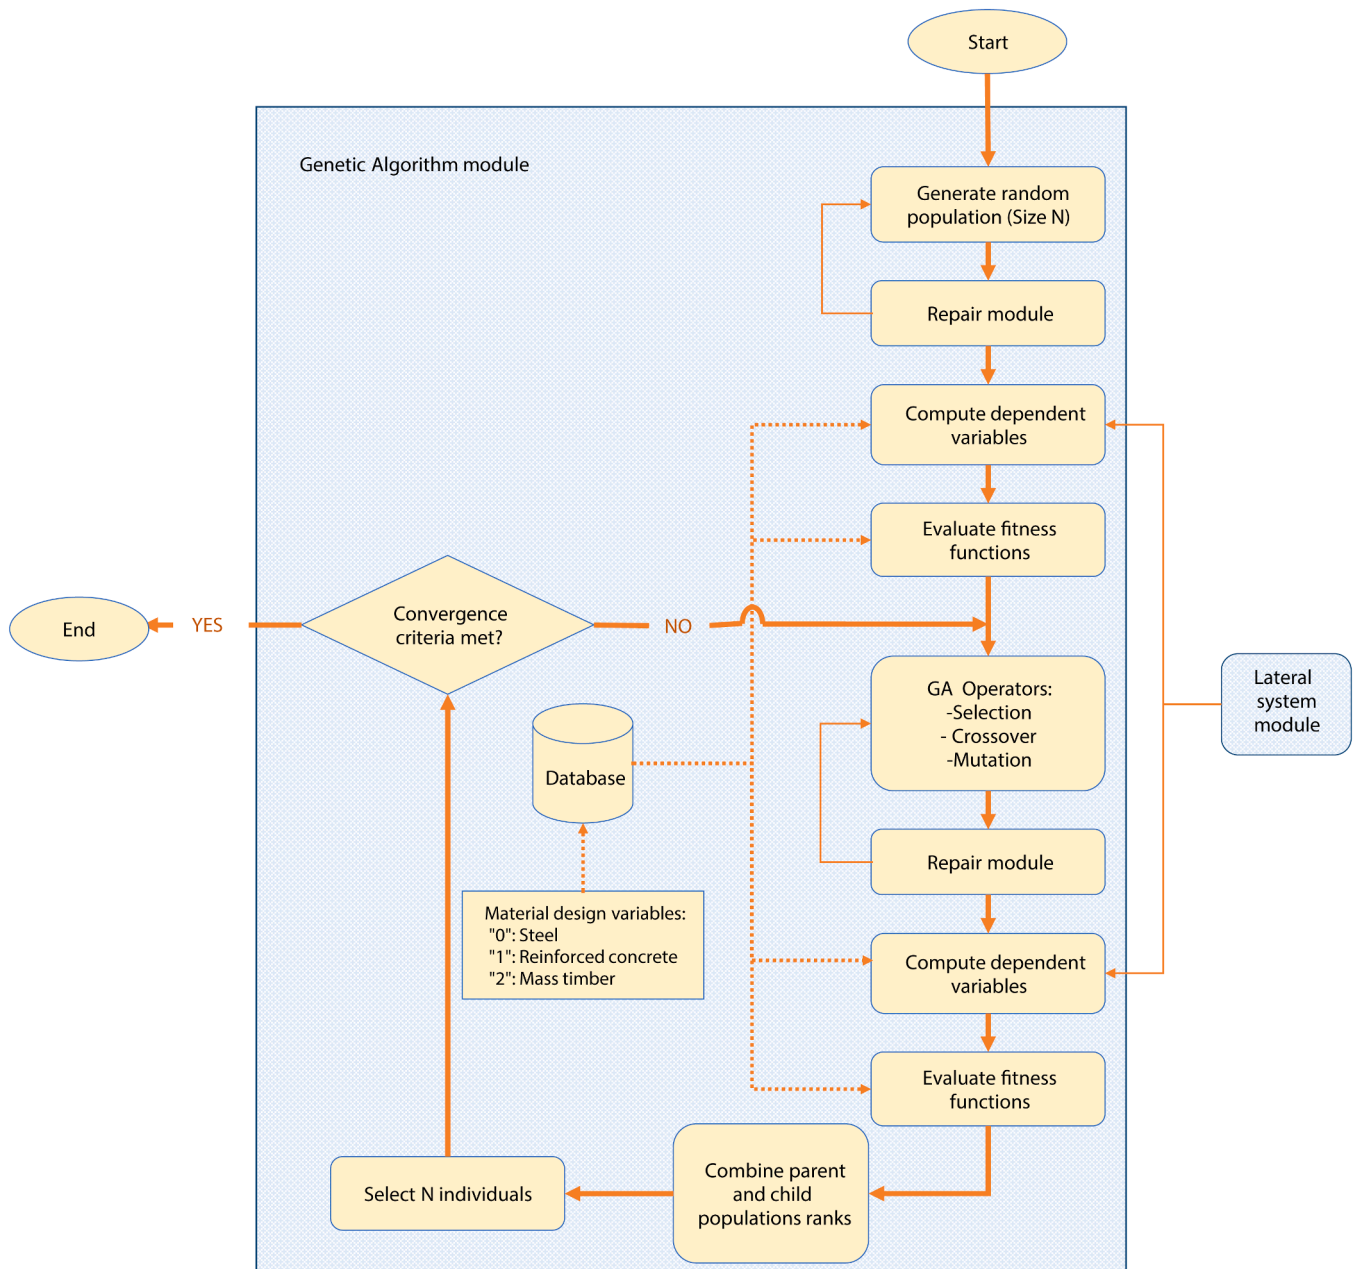 Start
Genetic Algorithm module
Generate random
population (Size N)
Repair module
Compute dependent
variables
Evaluate fitness
functions
Convergence
criteria met?
YES
End
NO
GA Operators:
-Selection
- Crossover
-Mutation
Lateral
system
module
Database
Repair module
Material design variables:
"0": Steel
"1": Reinforced concrete
"2": Mass timber
Compute dependent
variables
Evaluate fitness
functions
Combine parent
and child
populations ranks
Select N individuals